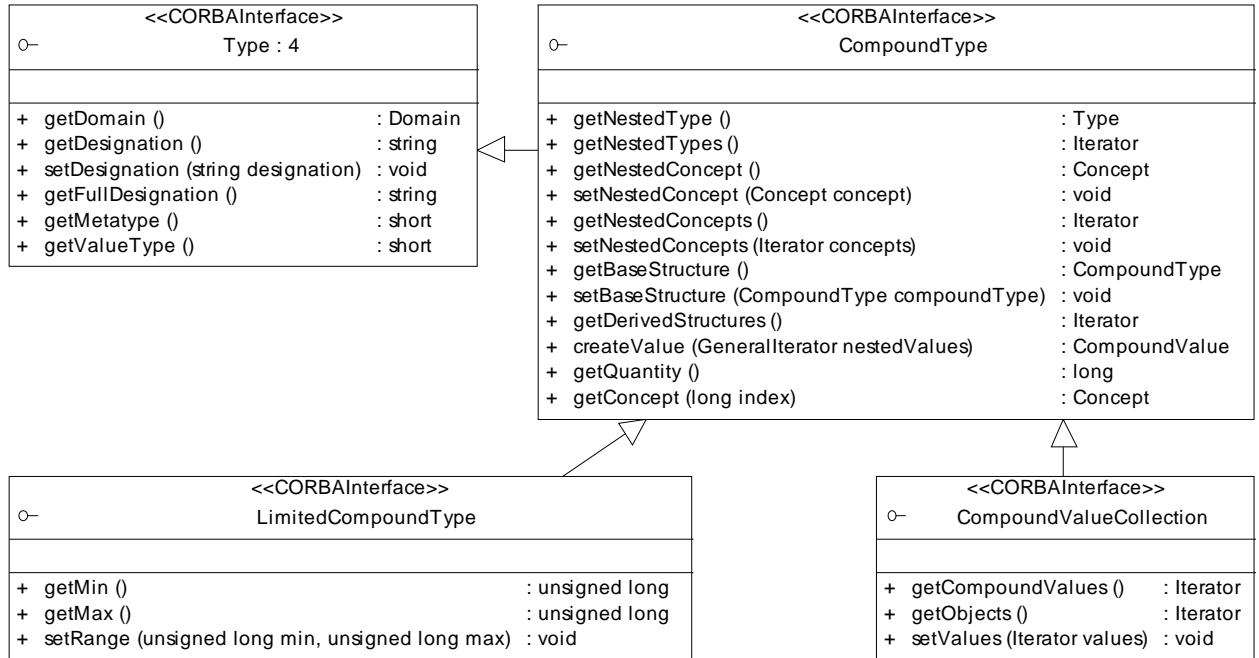 <<CORBAInterface>>
Type : 4
+ getDomain () : Domain
+ getDesignation () : string
+ setDesignation (string designation) : void
+ getFullDesignation () : string
+ getMetatype () : short
+ getValueType () : short
<<CORBAInterface>>
CompoundType
+ getNestedType () : Type
+ getNestedTypes () : Iterator
+ getNestedConcept () : Concept
+ setNestedConcept (Concept concept) : void
+ getNestedConcepts () : Iterator
+ setNestedConcepts (Iterator concepts) : void
+ getBaseStructure () : CompoundType
+ setBaseStructure (CompoundType compoundType) : void
+ getDerivedStructures () : Iterator
+ createValue (GeneralIterator nestedValues) : CompoundValue
+ getQuantity () : long
+ getConcept (long index) : Concept
<<CORBAInterface>>
LimitedCompoundType
+ getMin () : unsigned long
+ getMax () : unsigned long
+ setRange (unsigned long min, unsigned long max) : void
<<CORBAInterface>>
CompoundValueCollection
+ getCompoundValues () : Iterator
+ getObjects () : Iterator
+ setValues (Iterator values) : void